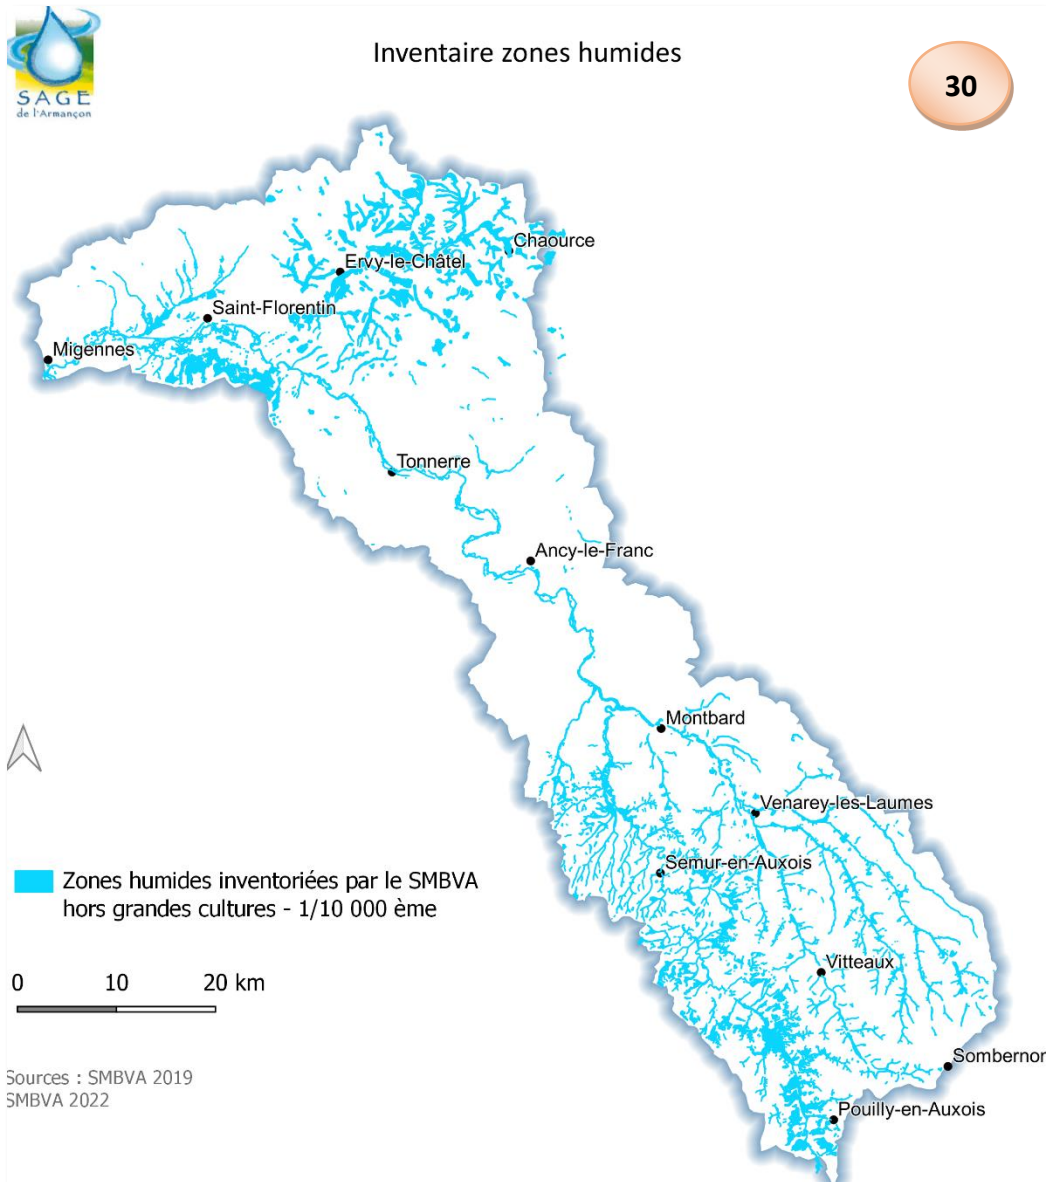 SAGE
de l'Armançon
Inventaire zones humides
30
Chaource
Ervy-le-Châtel
Saint-Florentin
Migennes
Tonnerre
Ancy-le-Franc
Montbard
Venarey-les-Laumes
Semur-en-Auxois
Zones humides inventoriées par le SMBVA
hors grandes cultures - 1/10 000 ème
Vitteaux
0 10 20 km
Sombernon
Sources : SMBVA 2019
SMBVA 2022
Pouilly-en-Auxois